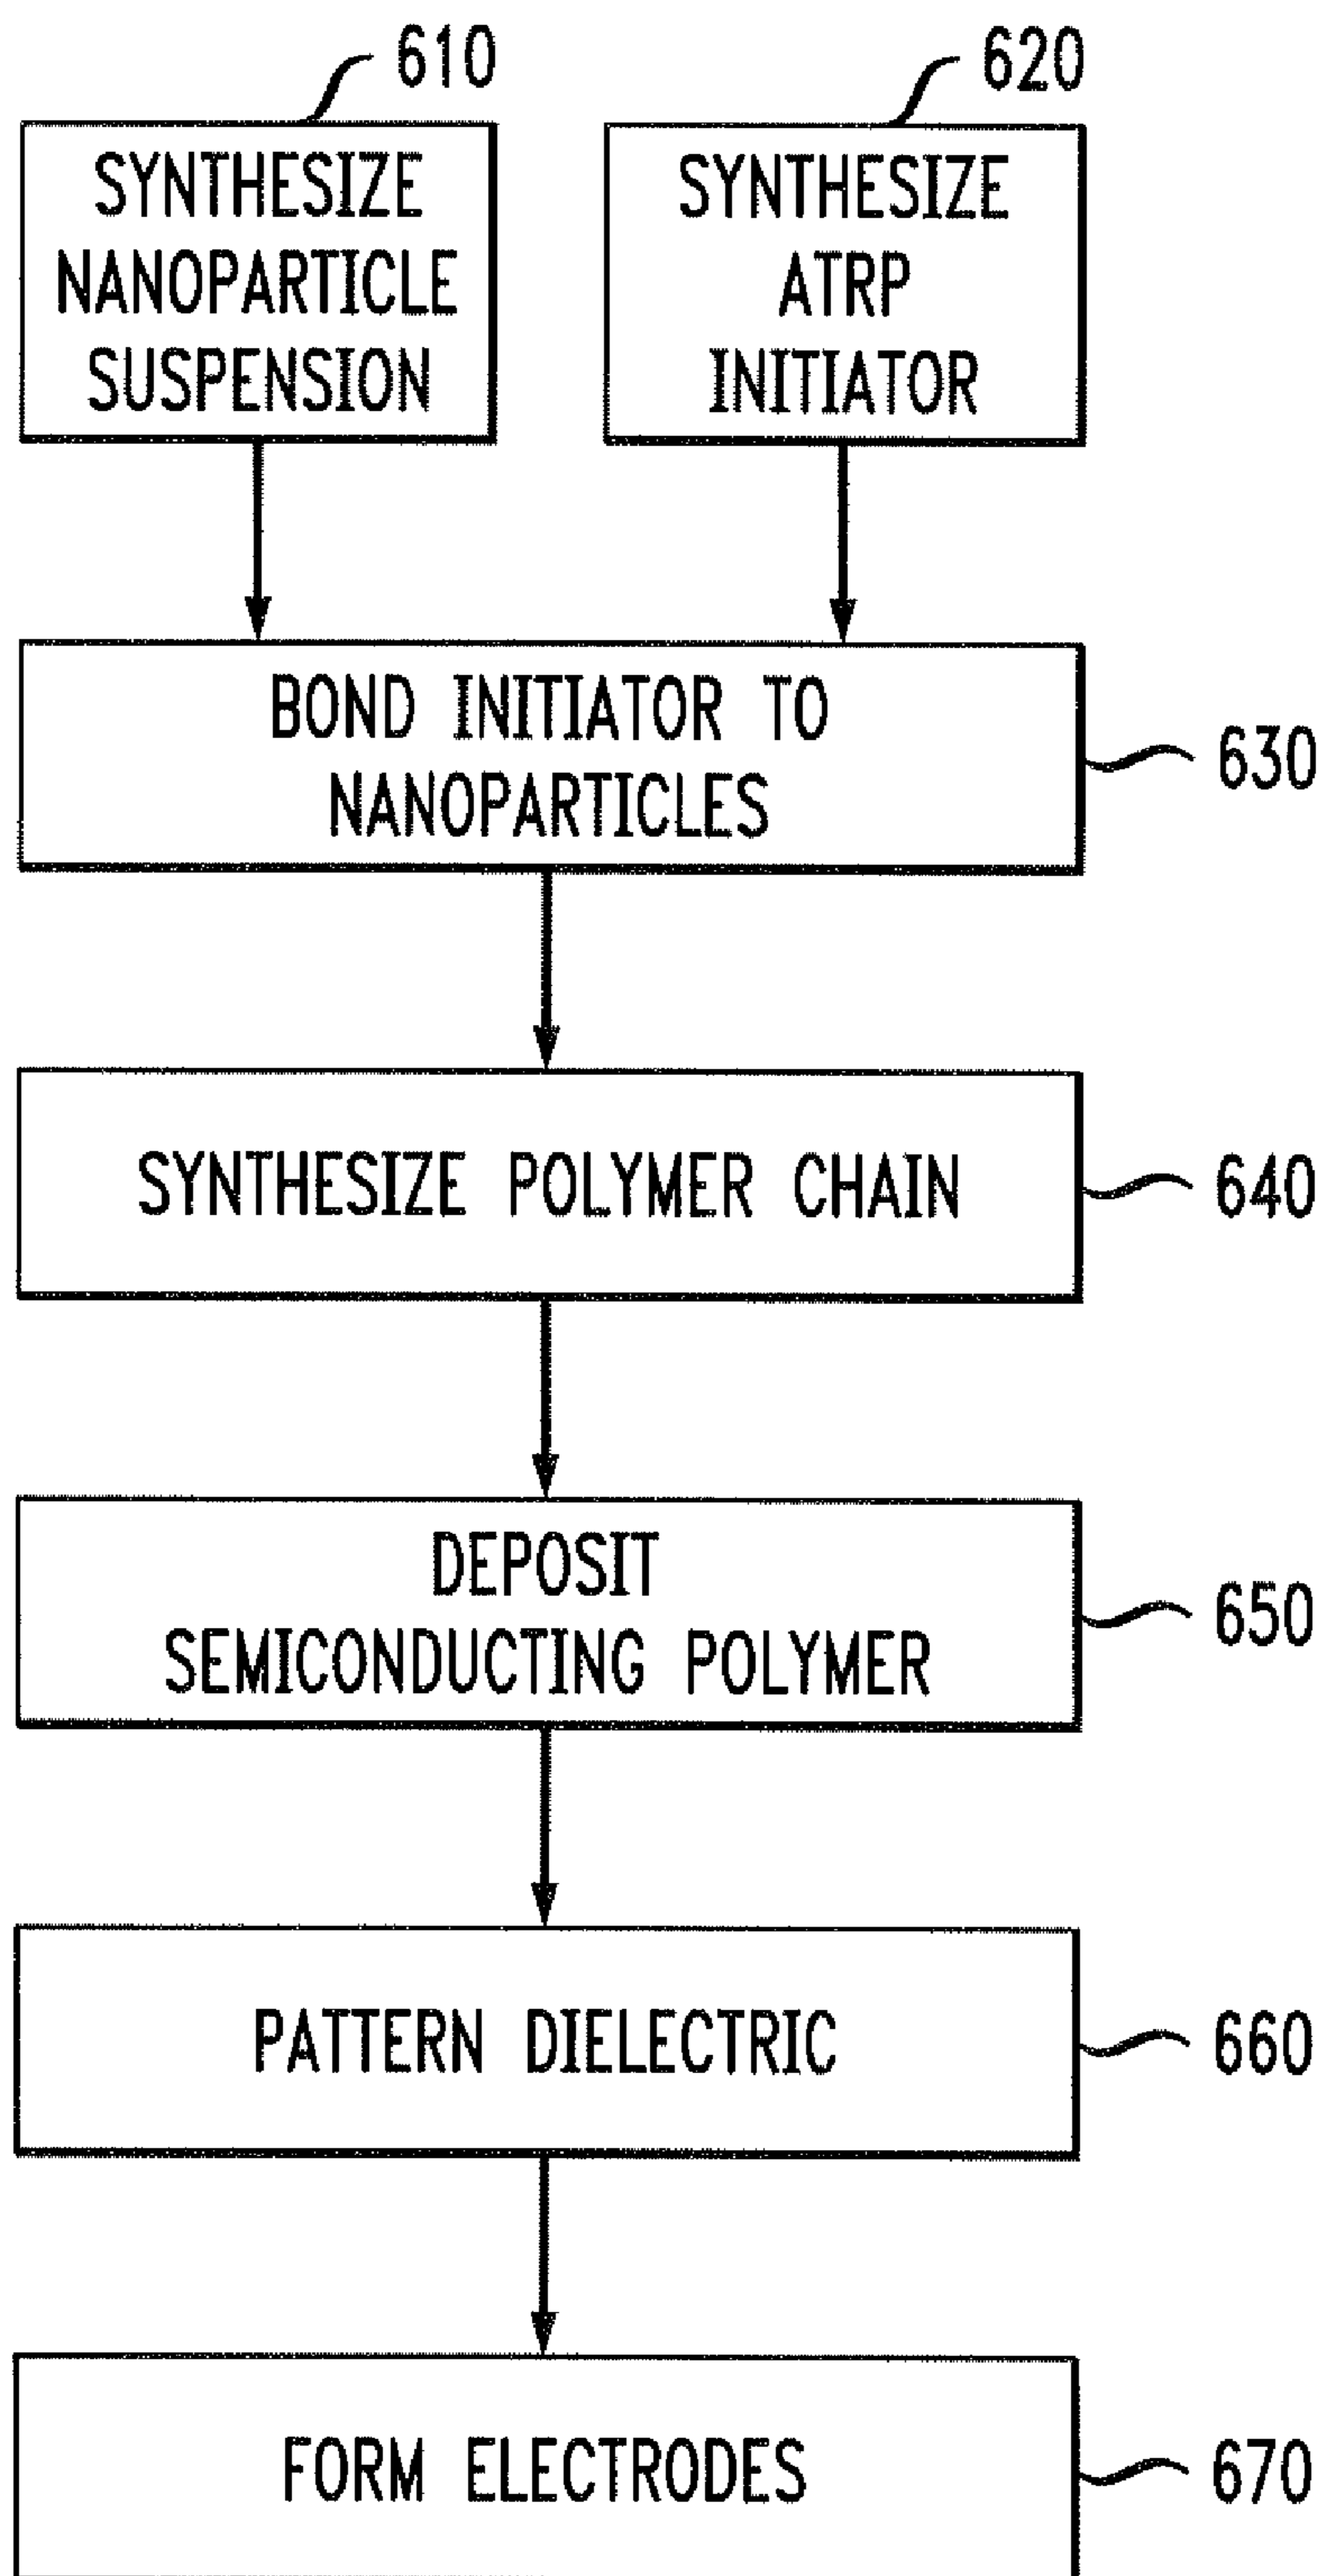 610
620
SYNTHESIZE
NANOPARTICLE
SUSPENSION
SYNTHESIZE
ATRP
INITIATOR
BOND INITIATOR TO
NANOPARTICLES
630
SYNTHESIZE POLYMER CHAIN
640
DEPOSIT
SEMICONDUCTING POLYMER
650
PATTERN DIELECTRIC
660
FORM ELECTRODES
670